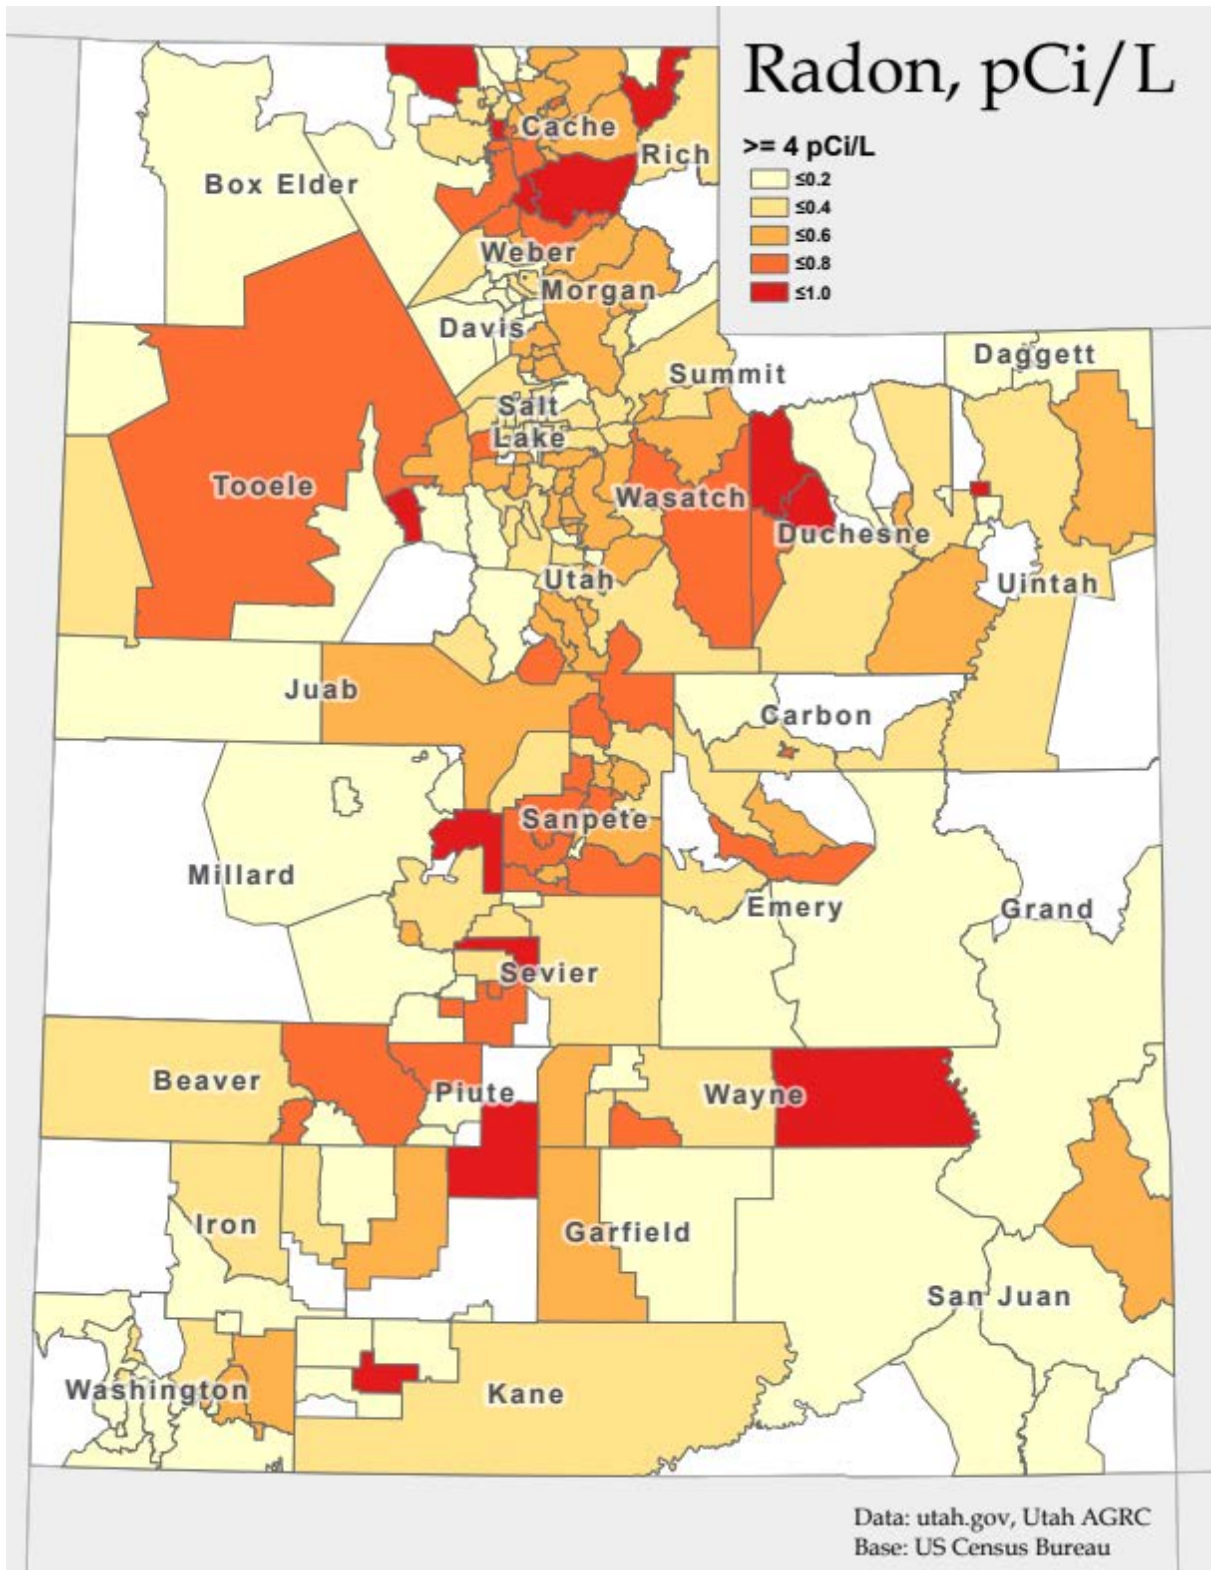 Radon, pCi/L
>= 4 pCi/L
≤0.2
≤0.4
≤0.6
≤0.8
≤1.0
Cache
Rich
Box Elder
Weber
Morgan
Davis
Daggett
Summit
Salt
Lake
Tooele
Wasatch
Duchesne
Utah
Uintah
Juab
Carbon
Sanpete
Millard
Emery
Grand
Sevier
Beaver
Piute
Wayne
Iron
Garfield
San Juan
Washington
Kane
Data: utah.gov, Utah AGRC
Base: US Census Bureau